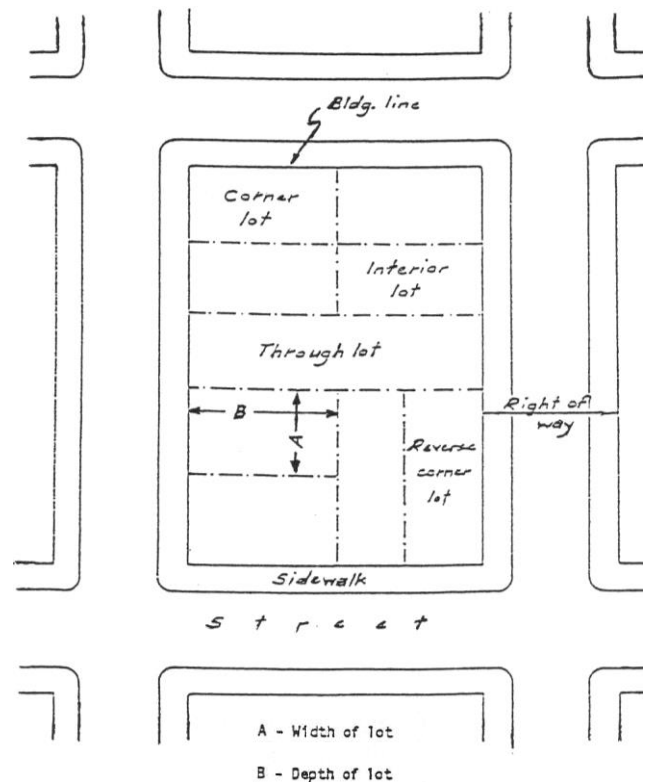 Bldg. line
Corner
lot
Interior
lot
Through lot
B
A
Right of
way
Reverse
corner
lot
Sidewalk
Street
A - Width of lot
B - Depth of lot